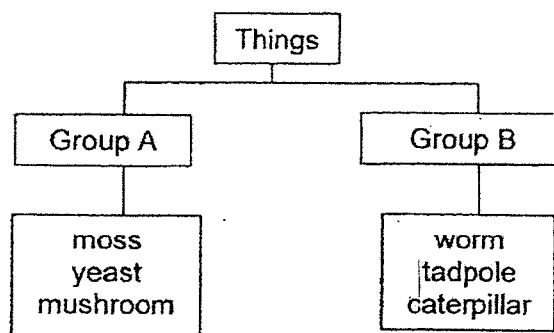 Things
Group A
Group B
moss
yeast
mushroom
worm
tadpole
caterpillar